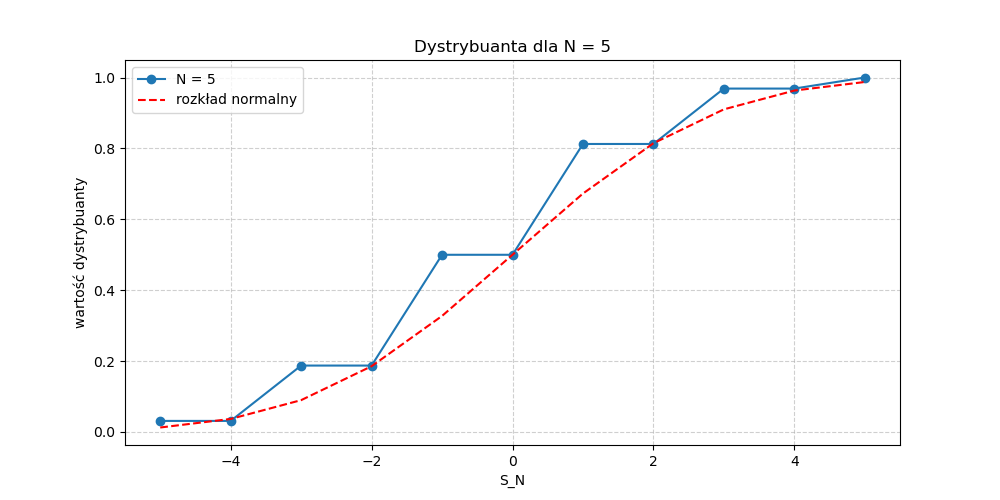 Dystrybuanta dla N = 5
N = 5
rozkład normalny
wartość dystrybuanty
1.0
0.8
0.6
0.4
0.2
0.0
−4 −2 0 2 4
S_N